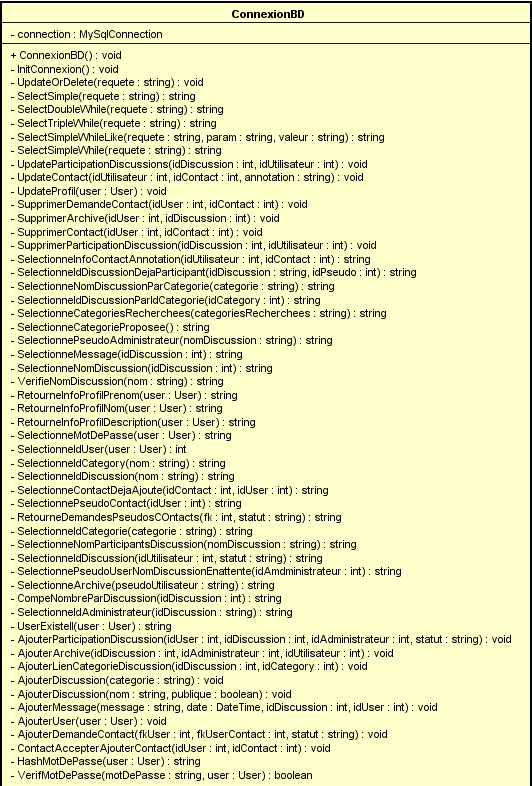 ConnexionBD
- connection : MySqlConnection
+ ConnexionBD() : void
- InitConnexion() : void
- UpdateOrDelete(requete : string) : void
- SelectSimple(requete : string) : string
- SelectDoubleWhile(requete : string) : string
- SelectTripleWhile(requete : string) : string
- SelectSimpleWhileLike(requete : string, param : string, valeur : string) : string
- SelectSimpleWhile(requete : string) : string
- UpdateParticipationDiscussions(idDiscussion : int, idUtilisateur : int) : void
- UpdateContact(idUtilisateur : int, idContact : int, annotation : string) : void
- UpdateProfil(user : User) : void
- SupprimerDemandeContact(idUser : int, idContact : int) : void
- SupprimerArchive(idUser : int, idDiscussion : int) : void
- SupprimerContact(idUser : int, idContact : int) : void
- SupprimerParticipationDiscussion(idDiscussion : int, idUtilisateur : int) : void
- SelectionneInfoContactAnnotation(idUtilisateur : int, idContact : int) : string
- SelectionneIdDiscussionDejaParticipant(idDiscussion : string, idPseudo : int) : string
- SelectionneNomDiscussionParCategorie(categorie : string) : string
- SelectionneIdDiscussionParIdCategorie(idCategory : int) : string
- SelectionneCategoriesRecherchees(categoriesRecherchees : string) : string
- SelectionneCategorieProposee() : string
- SelectionnePseudoAdministrateur(nomDiscussion : string) : string
- SelectionneMessage(idDiscussion : int) : string
- SelectionneNomDiscussion(idDiscussion : int) : string
- VerifieNomDiscussion(nom : string) : string
- RetourneInfoProfilPrenom(user : User) : string
- RetourneInfoProfilNom(user : User) : string
- RetourneInfoProfilDescription(user : User) : string
- SelectionneMotDePasse(user : User) : string
- SelectionneIdUser(user : User) : int
- SelectionneIdCategory(nom : string) : string
- SelectionneIdDiscussion(nom : string) : string
- SelectionneContactDejaAjoute(idContact : int, idUser : int) : string
- SelectionnePseudoContact(idUser : int) : string
- RetourneDemandesPseudosCOntacts(fk : int, statut : string) : string
- SelectionneIdCategorie(categorie : string) : string
- SelectionneNomParticipantsDiscussion(nomDiscussion : string) : string
- SelectionneIdDiscussion(idUtilisateur : int, statut : string) : string
- SelectionnePseudoUserNomDiscussionEnattente(idAmdministrateur : int) : string
- SelectionneArchive(pseudoUtilisateur : string) : string
- CompeNombreParDiscussion(idDiscussion : int) : string
- SelectionneIdAdministrateur(idDiscussion : string) : string
- UserExisteIl(user : User) : string
- AjouterParticipationDiscussion(idUser : int, idDiscussion : int, idAdministrateur : int, statut : string) : void
- AjouterArchive(idDiscussion : int, idAdministrateur : int, idUtilisateur : int) : void
- AjouterLienCategorieDiscussion(idDiscussion : int, idCategory : int) : void
- AjouterDiscussion(categorie : string) : void
- AjouterDiscussion(nom : string, publique : boolean) : void
- AjouterMessage(message : string, date : DateTime, idDiscussion : int, idUser : int) : void
- AjouterUser(user : User) : void
- AjouterDemandeContact(fkUser : int, fkUserContact : int, statut : string) : void
- ContactAccepterAjouterContact(idUser : int, idContact : int) : void
- HashMotDePasse(user : User) : string
- VerifMotDePasse(motDePasse : string, user : User) : boolean